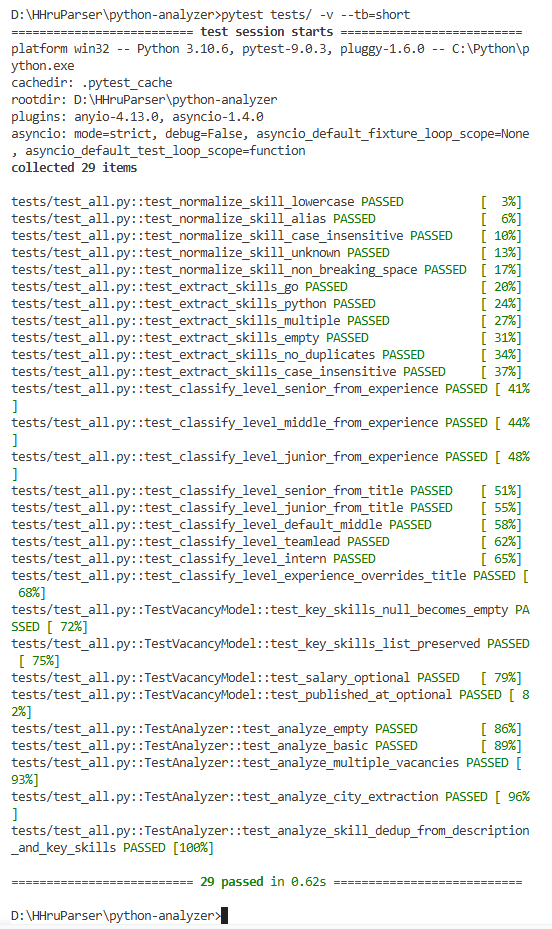 D:\HHruParser\python-analyzer>pytest tests/ -v --tb=short
========================== test session starts ==========================
platform win32 -- Python 3.10.6, pytest-9.0.3, pluggy-1.6.0 -- C:\Python\p
ython.exe
cachedir: .pytest_cache
rootdir: D:\HHruParser\python-analyzer
plugins: anyio-4.13.0, asyncio-1.4.0
asyncio: mode=strict, debug=False, asyncio_default_fixture_loop_scope=None
, asyncio_default_test_loop_scope=function
collected 29 items
tests/test_all.py::test_normalize_skill_lowercase PASSED           [  3%]
tests/test_all.py::test_normalize_skill_alias PASSED               [  6%]
tests/test_all.py::test_normalize_skill_case_insensitive PASSED    [ 10%]
tests/test_all.py::test_normalize_skill_unknown PASSED             [ 13%]
tests/test_all.py::test_normalize_skill_non_breaking_space PASSED  [ 17%]
tests/test_all.py::test_extract_skills_go PASSED                   [ 20%]
tests/test_all.py::test_extract_skills_python PASSED               [ 24%]
tests/test_all.py::test_extract_skills_multiple PASSED             [ 27%]
tests/test_all.py::test_extract_skills_empty PASSED                [ 31%]
tests/test_all.py::test_extract_skills_no_duplicates PASSED        [ 34%]
tests/test_all.py::test_extract_skills_case_insensitive PASSED     [ 37%]
tests/test_all.py::test_classify_level_senior_from_experience PASSED [ 41%
]
tests/test_all.py::test_classify_level_middle_from_experience PASSED [ 44%
]
tests/test_all.py::test_classify_level_junior_from_experience PASSED [ 48%
]
tests/test_all.py::test_classify_level_senior_from_title PASSED    [ 51%]
tests/test_all.py::test_classify_level_junior_from_title PASSED    [ 55%]
tests/test_all.py::test_classify_level_default_middle PASSED       [ 58%]
tests/test_all.py::test_classify_level_teamlead PASSED             [ 62%]
tests/test_all.py::test_classify_level_intern PASSED               [ 65%]
tests/test_all.py::test_classify_level_experience_overrides_title PASSED [
 68%]
tests/test_all.py::TestVacancyModel::test_key_skills_null_becomes_empty PA
SSED [ 72%]
tests/test_all.py::TestVacancyModel::test_key_skills_list_preserved PASSED
 [ 75%]
tests/test_all.py::TestVacancyModel::test_salary_optional PASSED   [ 79%]
tests/test_all.py::TestVacancyModel::test_published_at_optional PASSED [ 8
2%]
tests/test_all.py::TestAnalyzer::test_analyze_empty PASSED         [ 86%]
tests/test_all.py::TestAnalyzer::test_analyze_basic PASSED         [ 89%]
tests/test_all.py::TestAnalyzer::test_analyze_multiple_vacancies PASSED [
93%]
tests/test_all.py::TestAnalyzer::test_analyze_city_extraction PASSED [ 96%
]
tests/test_all.py::TestAnalyzer::test_analyze_skill_dedup_from_description
_and_key_skills PASSED [100%]
========================== 29 passed in 0.62s ===========================
D:\HHruParser\python-analyzer>